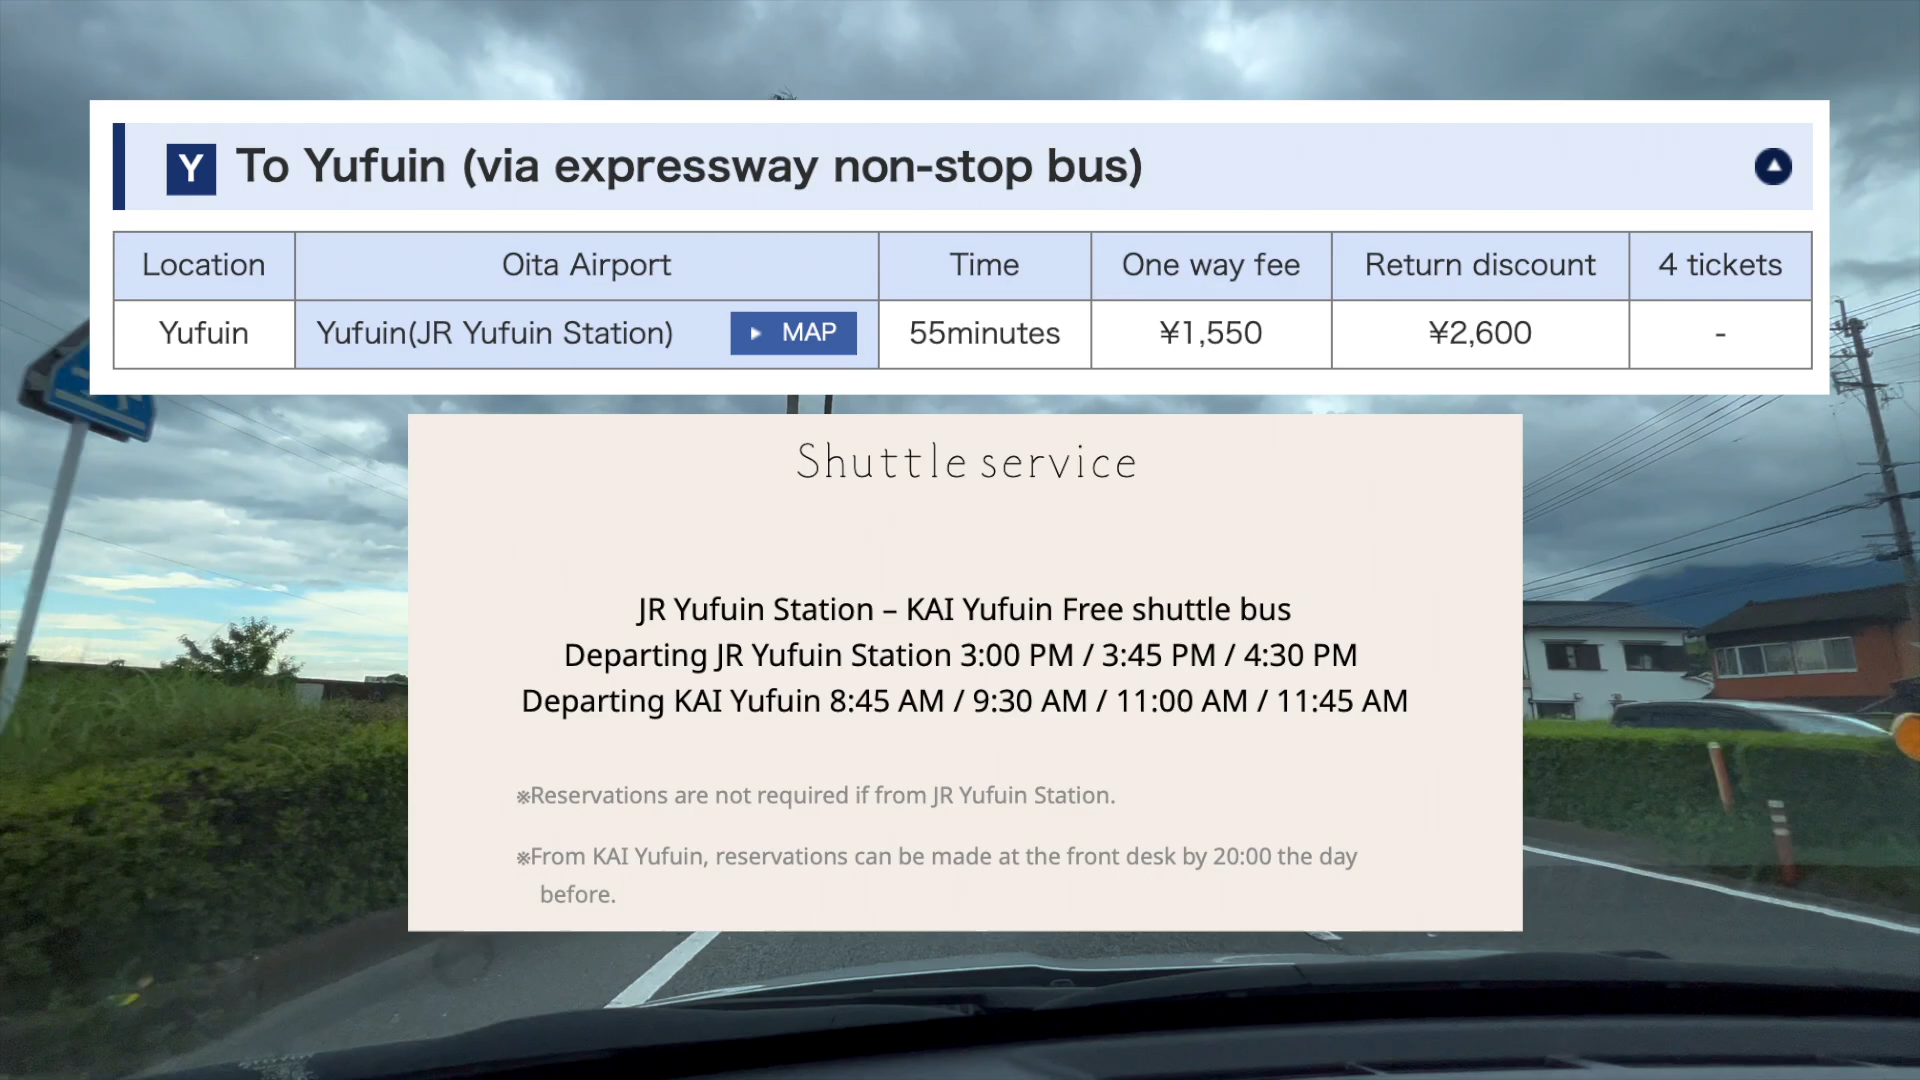 Y To Yufuin (via expressway non-stop bus)
Location Oita Airport Time One way fee Return discount 4 tickets
Yufuin Yufuin(JR Yufuin Station) MAP 55minutes ¥1,550 ¥2,600 -
Shuttle service
JR Yufuin Station – KAI Yufuin Free shuttle bus
Departing JR Yufuin Station 3:00 PM / 3:45 PM / 4:30 PM
Departing KAI Yufuin 8:45 AM / 9:30 AM / 11:00 AM / 11:45 AM
※Reservations are not required if from JR Yufuin Station.
※From KAI Yufuin, reservations can be made at the front desk by 20:00 the day
before.